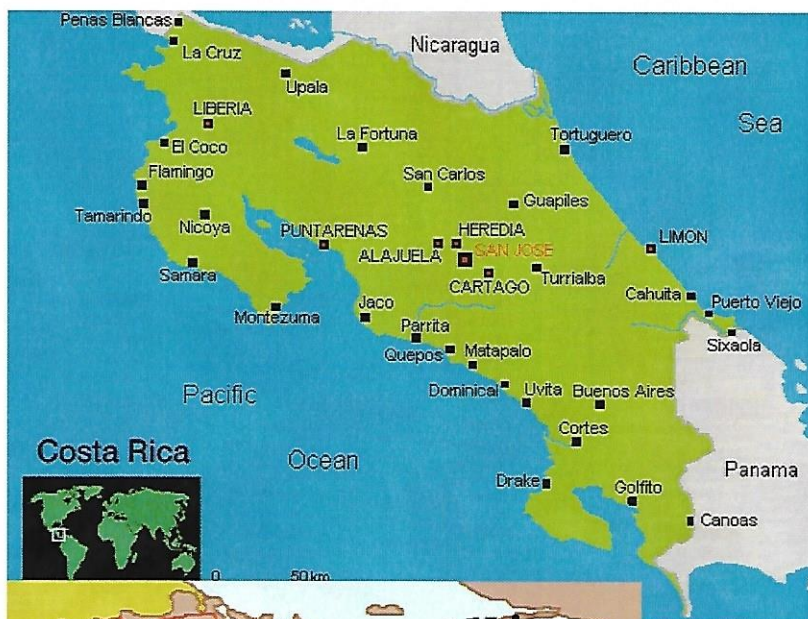 Penas Blancas
La Cruz
Nicaragua
Caribbean
Sea
Upala
LIBERIA
El Coco
La Fortuna
Tortuguero
Flamingo
San Carlos
Tamarindo
Nicoya
Guapiles
PUNTARENAS
HEREDIA
ALAJUELA
SAN JOSE
LIMON
Samara
CARTAGO
Turrialba
Montezuma
Jaco
Cahuita
Puerto Viejo
Parrita
Sixaola
Quepos
Matapalo
Pacific
Dominical
Uvita
Buenos Aires
Cortes
Costa Rica
Ocean
Panama
Drake
Golfito
Canoas
0 50 km